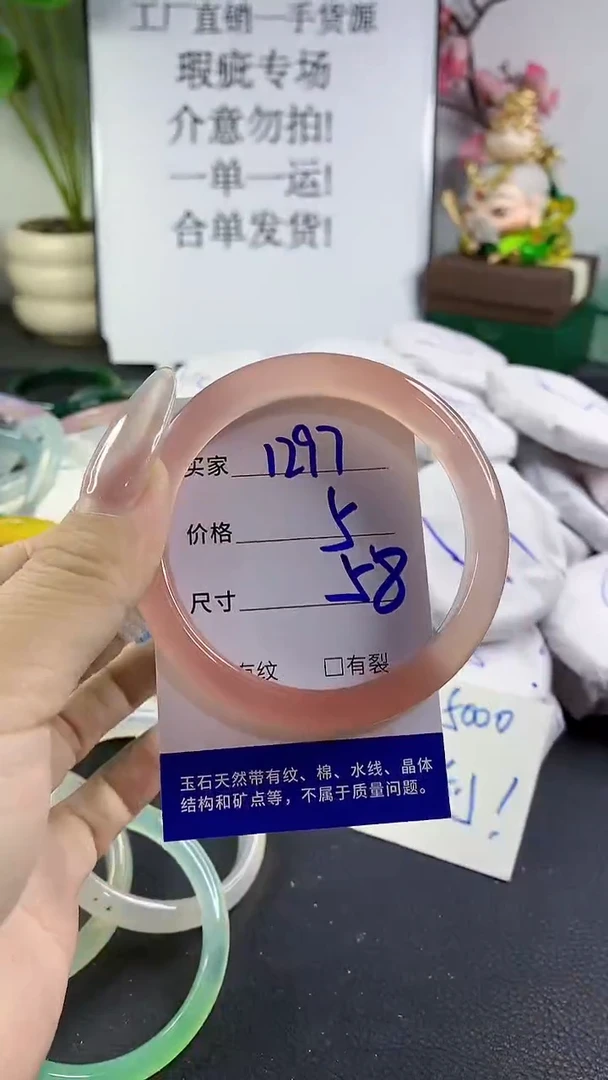 工厂直销一手货源
瑕疵专场
介意勿拍!
一单一运!
合单发货!
买家 1297
价格 5
尺寸 58
有纹 □有裂
玉石天然带有纹、棉、水线、晶体
结构和矿点等，不属于质量问题。
5000
!